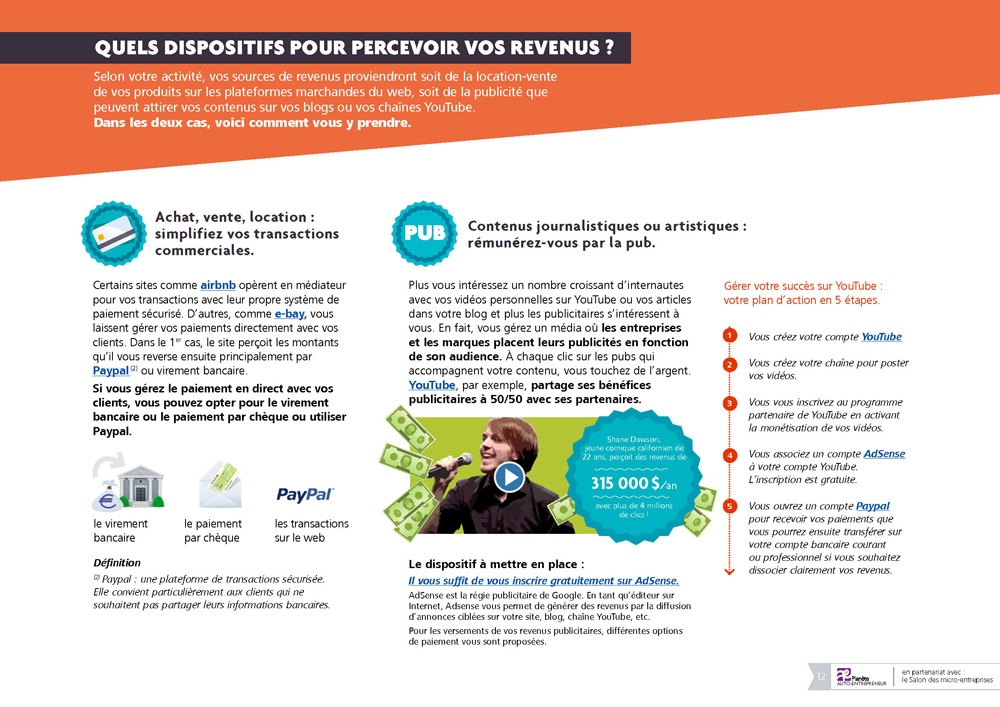 QUELS DISPOSITIFS POUR PERCEVOIR VOS REVENUS ?
Selon votre activité, vos sources de revenus proviendront soit de la location-vente
de vos produits sur les plateformes marchandes du web, soit de la publicité que
peuvent attirer vos contenus sur vos blogs ou vos chaînes YouTube.
Dans les deux cas, voici comment vous y prendre.
Achat, vente, location :
simplifiez vos transactions
commerciales.
Certains sites comme airbnb opèrent en médiateur
pour vos transactions avec leur propre système de
paiement sécurisé. D’autres, comme e-bay, vous
laissent gérer vos paiements directement avec vos
clients. Dans le 1er cas, le site perçoit les montants
qu’il vous reverse ensuite principalement par
Paypal(2) ou virement bancaire.
Si vous gérez le paiement en direct avec vos
clients, vous pouvez opter pour le virement
bancaire ou le paiement par chèque ou utiliser
Paypal.
€
PayPal™
le virement
bancaire
le paiement
par chèque
les transactions
sur le web
Définition
(2) Paypal : une plateforme de transactions sécurisée.
Elle convient particulièrement aux clients qui ne
souhaitent pas partager leurs informations bancaires.
PUB
Contenus journalistiques ou artistiques :
rémunérez-vous par la pub.
Plus vous intéressez un nombre croissant d’internautes
avec vos vidéos personnelles sur YouTube ou vos articles
dans votre blog et plus les publicitaires s’intéressent à
vous. En fait, vous gérez un média où les entreprises
et les marques placent leurs publicités en fonction
de son audience. À chaque clic sur les pubs qui
accompagnent votre contenu, vous touchez de l’argent.
YouTube, par exemple, partage ses bénéfices
publicitaires à 50/50 avec ses partenaires.
Shane Dawson,
jeune comique californien de
22 ans, perçoit des revenus de
315 000 $/an
avec plus de 4 millions
de clics !
Le dispositif à mettre en place :
Il vous suffit de vous inscrire gratuitement sur AdSense.
AdSense est la régie publicitaire de Google. En tant qu’éditeur sur
Internet, Adsense vous permet de générer des revenus par la diffusion
d’annonces ciblées sur votre site, blog, chaîne YouTube, etc.
Pour les versements de vos revenus publicitaires, différentes options
de paiement vous sont proposées.
Gérer votre succès sur YouTube :
votre plan d’action en 5 étapes.
1 Vous créez votre compte YouTube
2 Vous créez votre chaîne pour poster
vos vidéos.
3 Vous vous inscrivez au programme
partenaire de YouTube en activant
la monétisation de vos vidéos.
4 Vous associez un compte AdSense
à votre compte YouTube.
L’inscription est gratuite.
5 Vous ouvrez un compte Paypal
pour recevoir vos paiements que
vous pourrez ensuite transférer sur
votre compte bancaire courant
ou professionnel si vous souhaitez
dissocier clairement vos revenus.
12
Planète
AUTO-ENTREPRENEUR
en partenariat avec :
le Salon des micro-entreprises